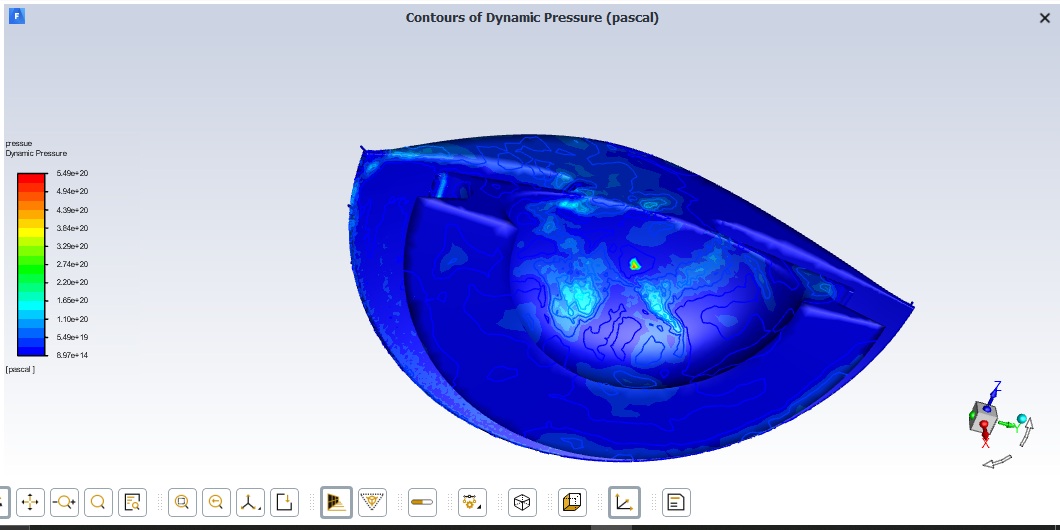 F
Contours of Dynamic Pressure (pascal)
pressue
Dynamic Pressure
5.49e+20
4.94e+20
4.39e+20
3.84e+20
3.29e+20
2.74e+20
2.20e+20
1.65e+20
1.10e+20
5.49e+19
8.97e+14
[pascal ]
Z
Y
X